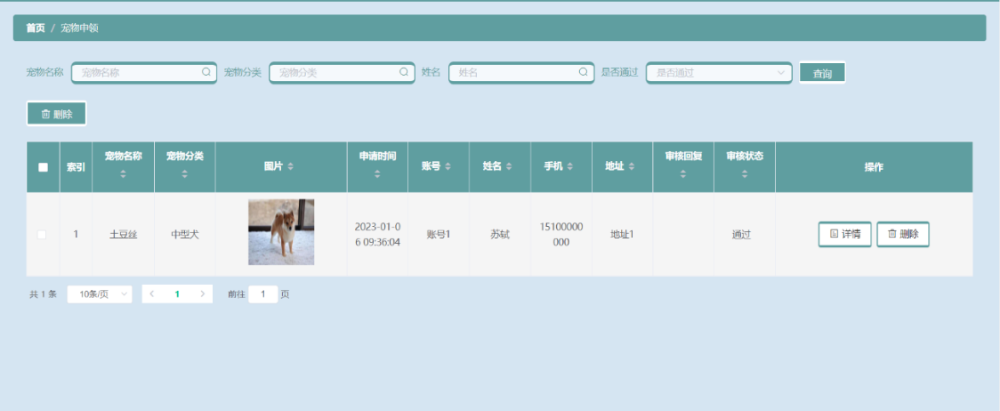 首页 / 宠物申领
宠物名称 宠物名称 宠物分类 宠物分类 姓名 姓名 是否通过 是否通过 查询
删除
索引 宠物名称 宠物分类 图片 申请时间 账号 姓名 手机 地址 审核回复 审核状态 操作
1 土豆丝 中型犬 2023-01-0 账号1 苏轼 15100000 地址1 通过 详情 删除
6 09:36:04 000
共 1 条 10条/页 1 前往 1 页